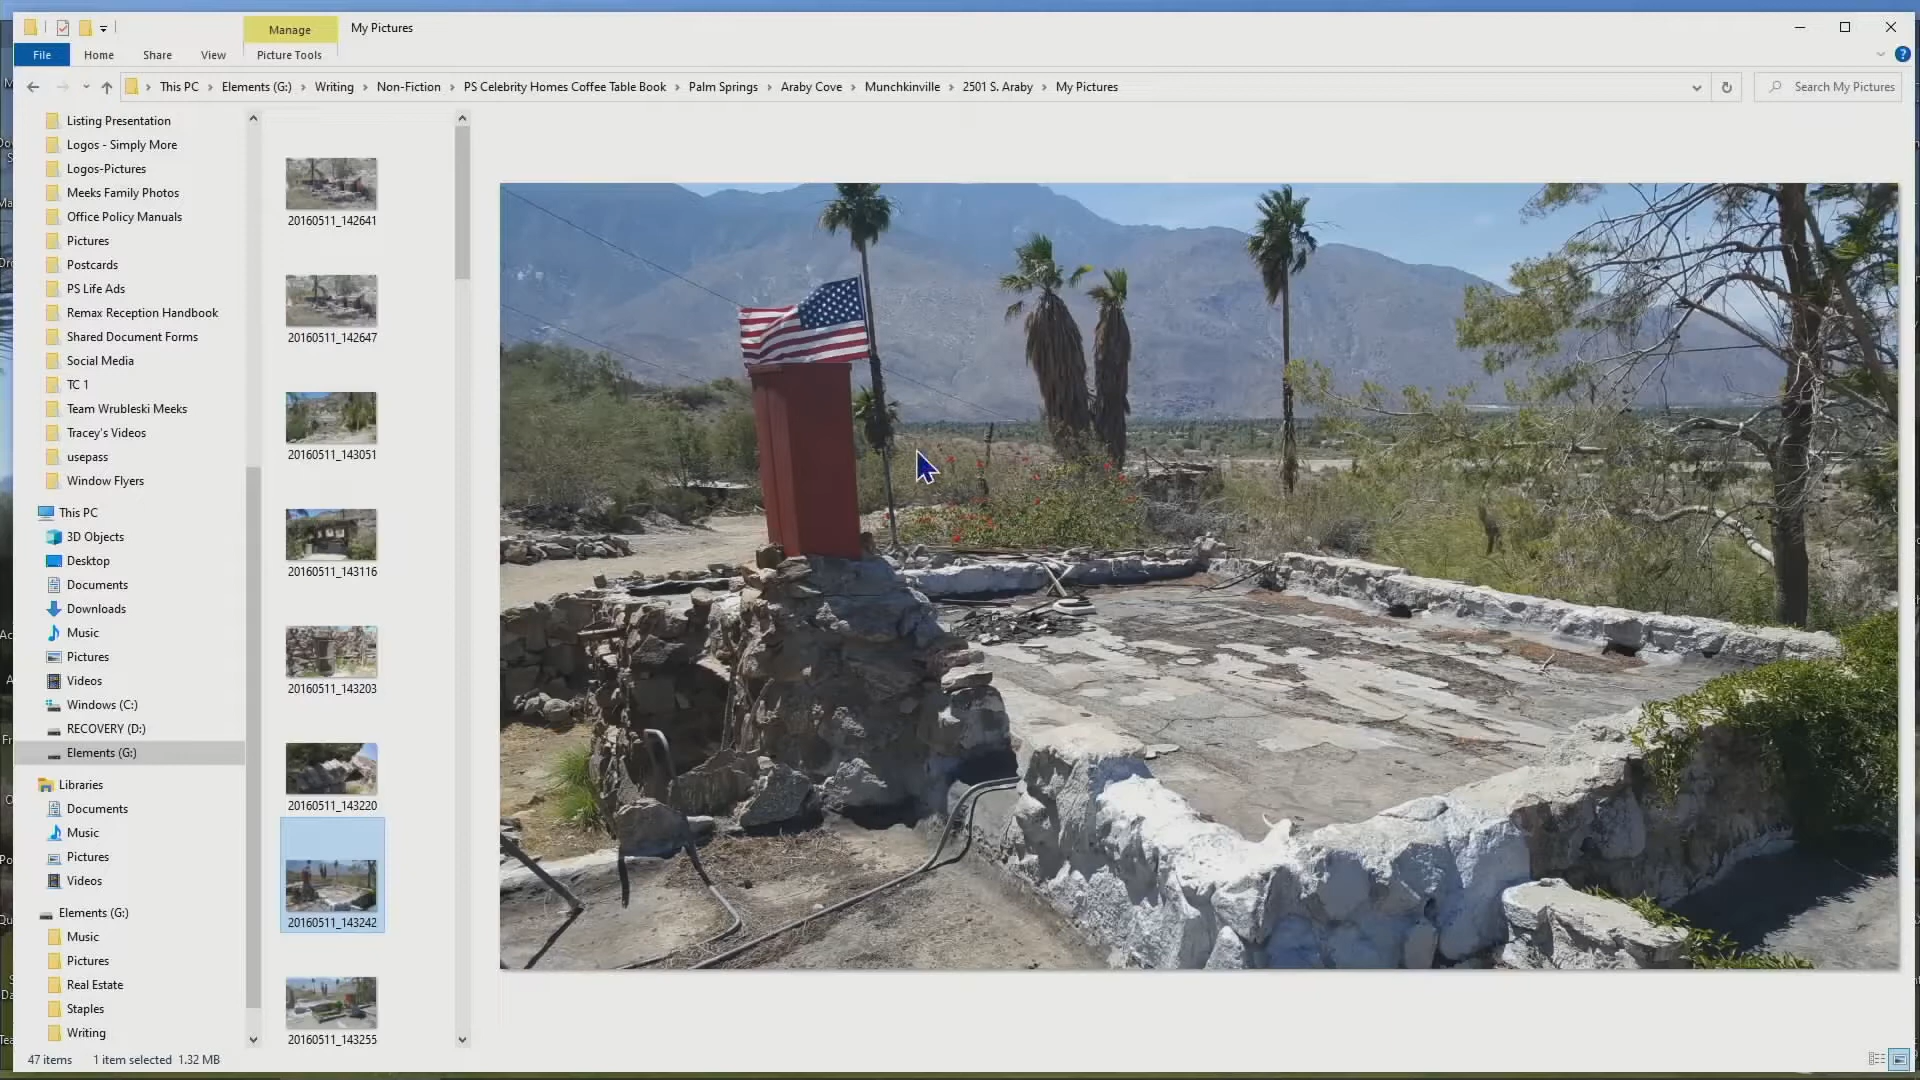 Manage
My Pictures
File
Home
Share
View
Picture Tools
This PC
Elements (G:)
Writing
Non-Fiction
PS Celebrity Homes Coffee Table Book
Palm Springs
Araby Cove
Munchkinville
2501 S. Araby
My Pictures
Search My Pictures
Listing Presentation
Logos - Simply More
Logos-Pictures
Meeks Family Photos
Office Policy Manuals
Pictures
Postcards
PS Life Ads
Remax Reception Handbook
Shared Document Forms
Social Media
TC 1
Team Wrubleski Meeks
Tracey's Videos
usepass
Window Flyers
This PC
3D Objects
Desktop
Documents
Downloads
Music
Pictures
Videos
Windows (C:)
RECOVERY (D:)
Elements (G:)
Libraries
Documents
Music
Pictures
Videos
Elements (G:)
Music
Pictures
Real Estate
Staples
Writing
20160511_142641
20160511_142647
20160511_143051
20160511_143116
20160511_143203
20160511_143220
20160511_143242
20160511_143255
47 items
1 item selected 1.32 MB